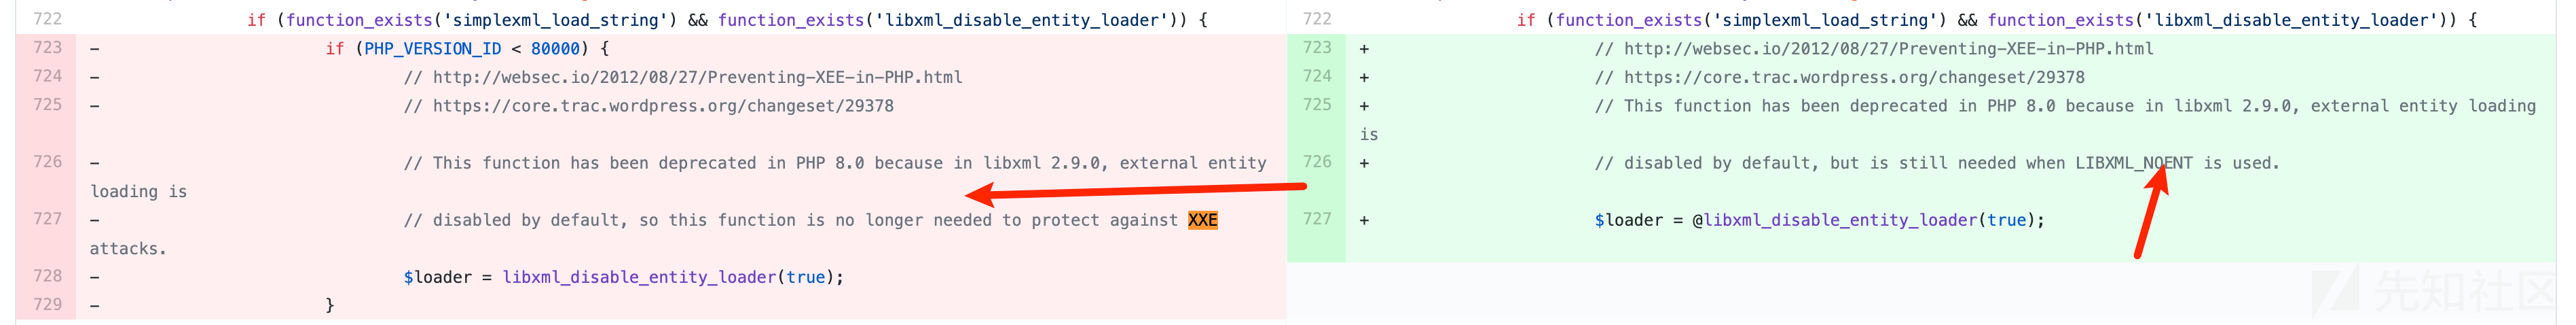 722 if (function_exists('simplexml_load_string') && function_exists('libxml_disable_entity_loader')) {
723 - if (PHP_VERSION_ID < 80000) {
724 - // http://websec.io/2012/08/27/Preventing-XEE-in-PHP.html
725 - // https://core.trac.wordpress.org/changeset/29378
726 - // This function has been deprecated in PHP 8.0 because in libxml 2.9.0, external entity
loading is
727 - // disabled by default, so this function is no longer needed to protect against XXE
attacks.
728 - $loader = libxml_disable_entity_loader(true);
729 - }
722 if (function_exists('simplexml_load_string') && function_exists('libxml_disable_entity_loader')) {
723 + // http://websec.io/2012/08/27/Preventing-XEE-in-PHP.html
724 + // https://core.trac.wordpress.org/changeset/29378
725 + // This function has been deprecated in PHP 8.0 because in libxml 2.9.0, external entity loading
is
726 + // disabled by default, but is still needed when LIBXML_NOENT is used.
727 + $loader = @libxml_disable_entity_loader(true);
先知社区